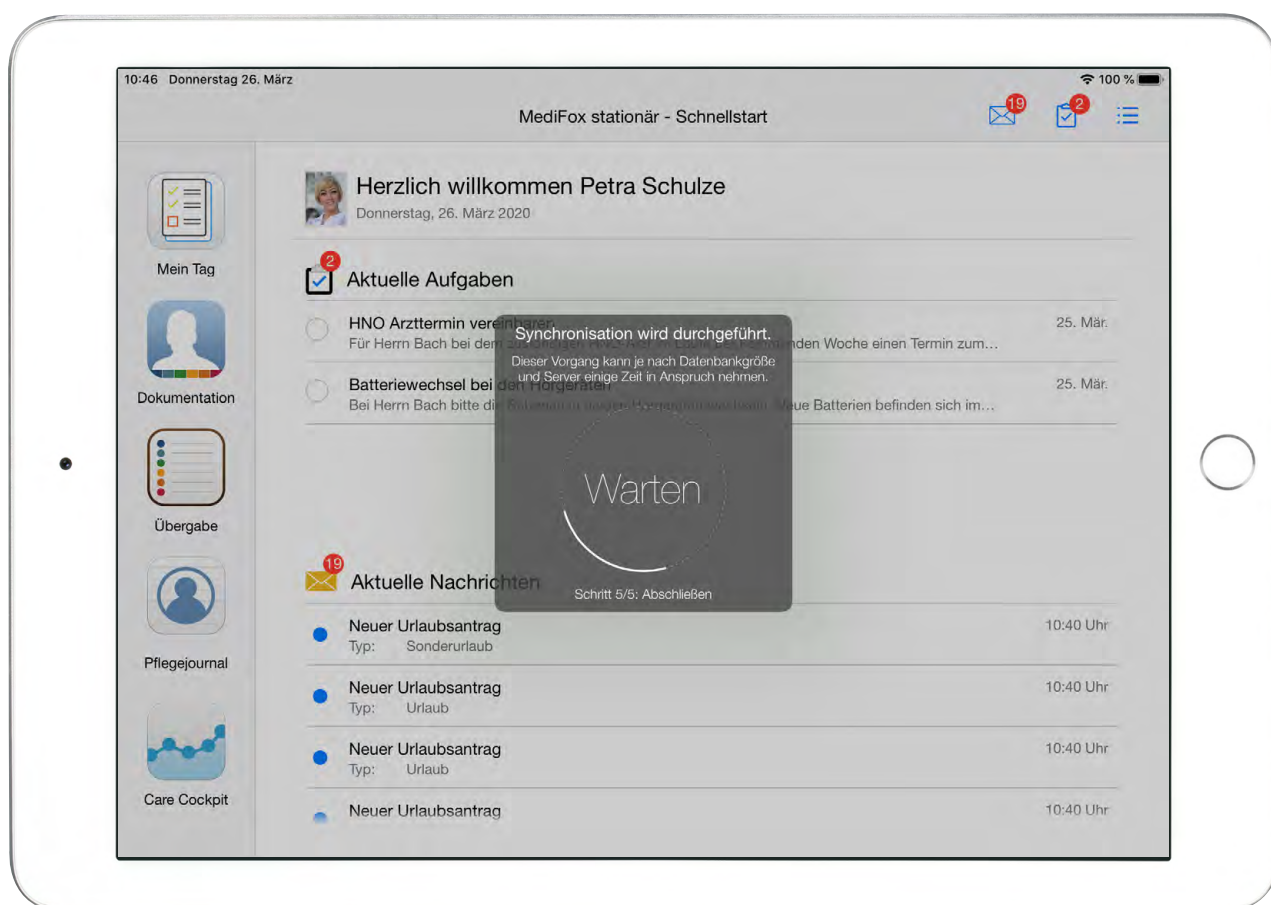 10:46 Donnerstag 26. März
100 %
MediFox stationär - Schnellstart
19
2
Mein Tag
Dokumentation
Übergabe
Pflegejournal
Care Cockpit
Herzlich willkommen Petra Schulze
Donnerstag, 26. März 2020
2
Aktuelle Aufgaben
HNO Arzttermin vereinbaren
25. Mär.
Für Herrn Bach bei dem
den Woche einen Termin zum…
Batteriewechsel bei den Hörgeräten
25. Mär.
Bei Herrn Bach bitte die
Neue Batterien befinden sich im…
Synchronisation wird durchgeführt.
Dieser Vorgang kann je nach Datenbankgröße
und Server einige Zeit in Anspruch nehmen.
Warten
Schritt 5/5: Abschließen
19
Aktuelle Nachrichten
Neuer Urlaubsantrag
10:40 Uhr
Typ: Sonderurlaub
Neuer Urlaubsantrag
10:40 Uhr
Typ: Urlaub
Neuer Urlaubsantrag
10:40 Uhr
Typ: Urlaub
Neuer Urlaubsantrag
10:40 Uhr